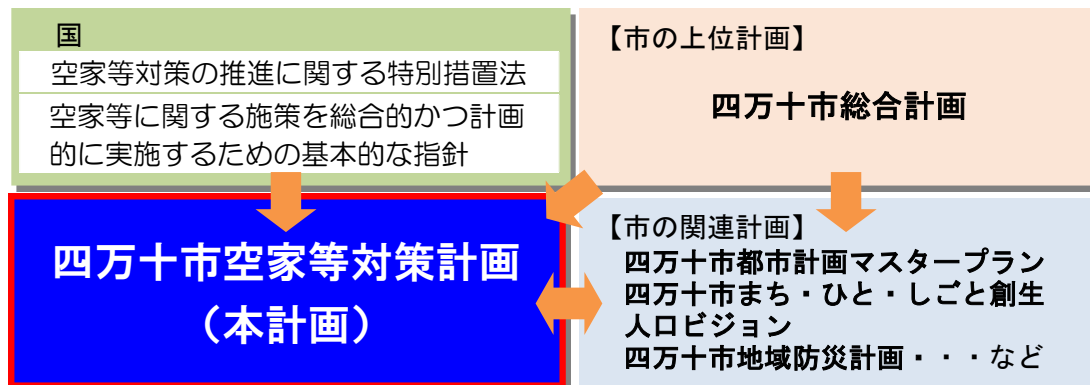 国
空家等対策の推進に関する特別措置法
空家等に関する施策を総合的かつ計画
的に実施するための基本的な指針
【市の上位計画】
四万十市総合計画
四万十市空家等対策計画
（本計画）
【市の関連計画】
四万十市都市計画マスタープラン
四万十市まち・ひと・しごと創生
人口ビジョン
四万十市地域防災計画・・・など